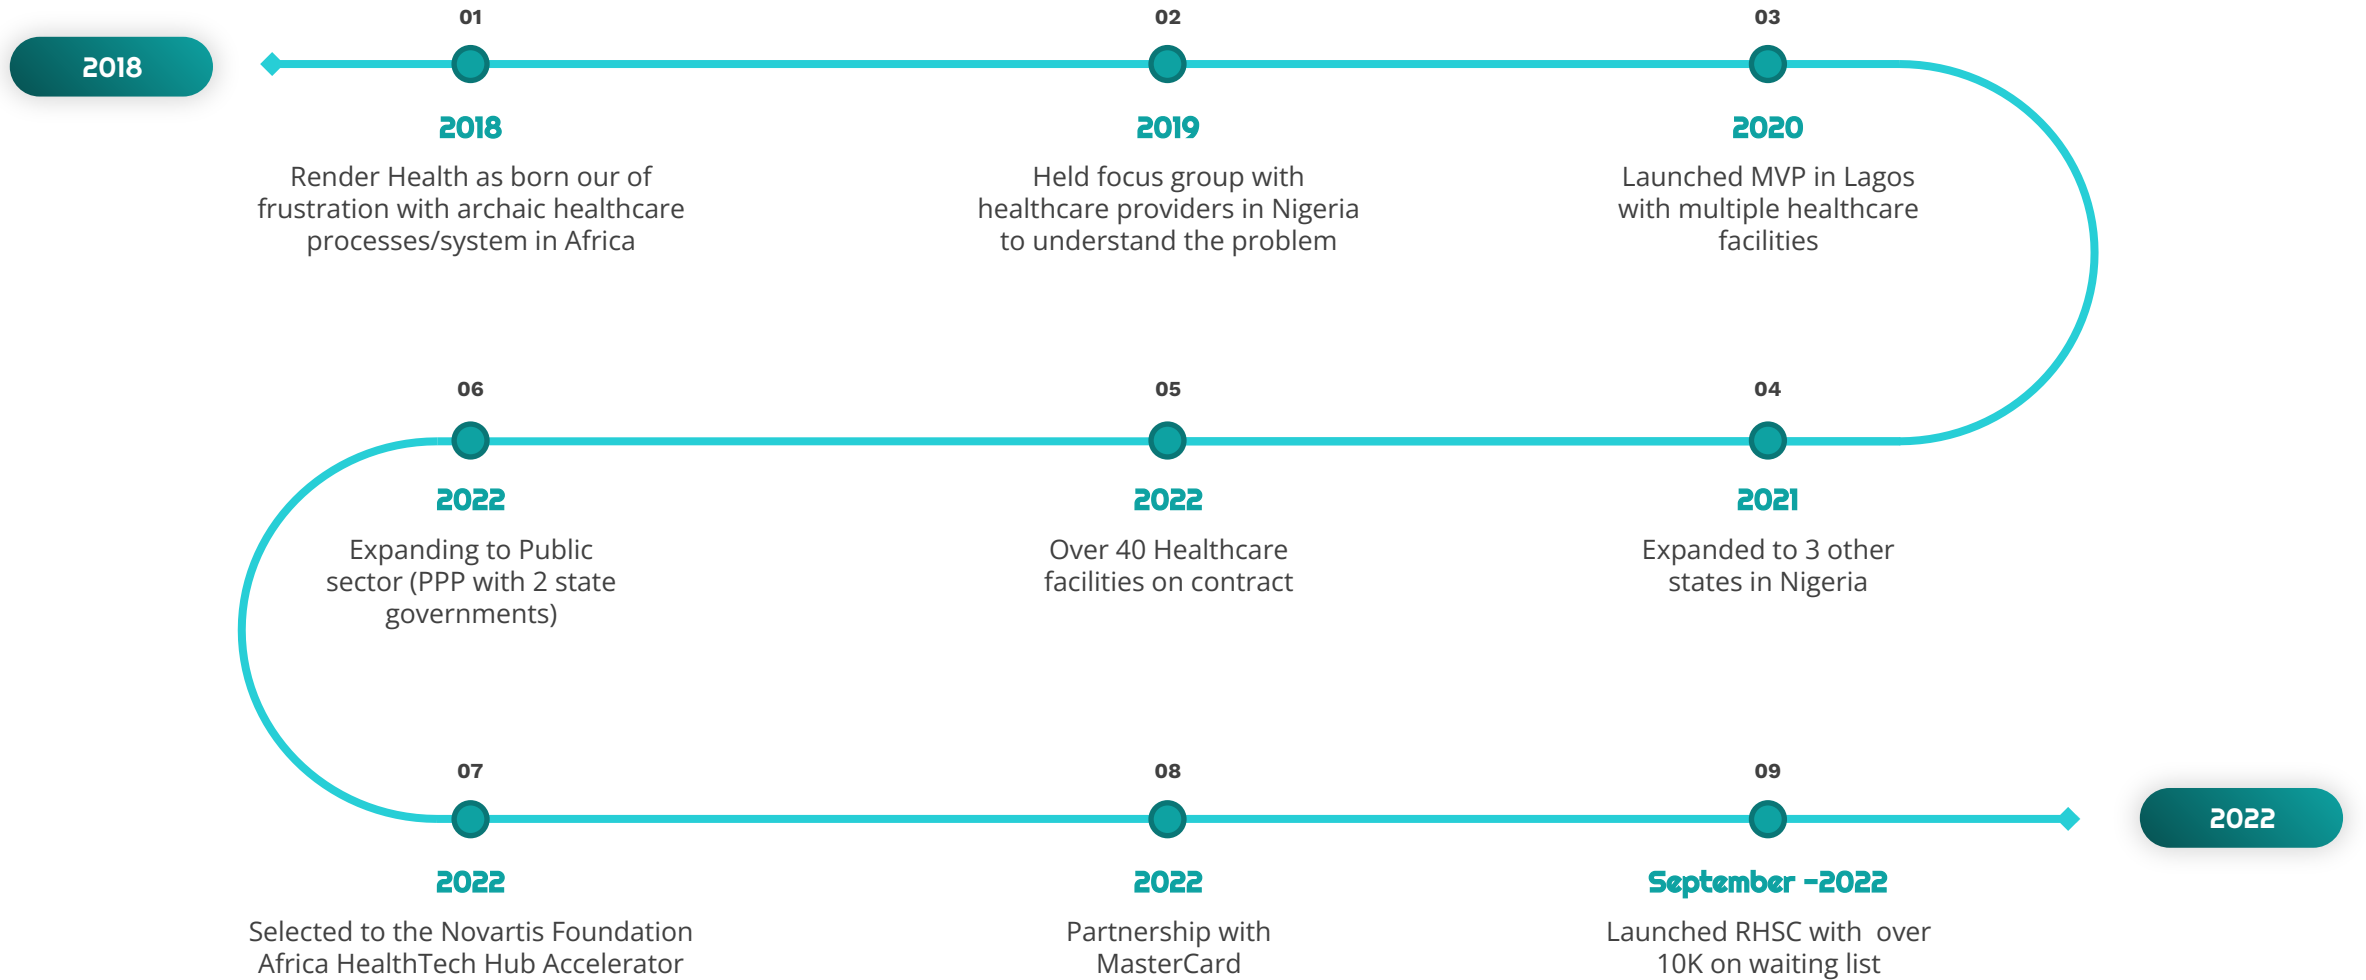 2018
01
2018
Render Health as born our of
frustration with archaic healthcare
processes/system in Africa
02
2019
Held focus group with
healthcare providers in Nigeria
to understand the problem
03
2020
Launched MVP in Lagos
with multiple healthcare
facilities
04
2021
Expanded to 3 other
states in Nigeria
05
2022
Over 40 Healthcare
facilities on contract
06
2022
Expanding to Public
sector (PPP with 2 state
governments)
07
2022
Selected to the Novartis Foundation
Africa HealthTech Hub Accelerator
08
2022
Partnership with
MasterCard
09
September -2022
Launched RHSC with  over
10K on waiting list
2022